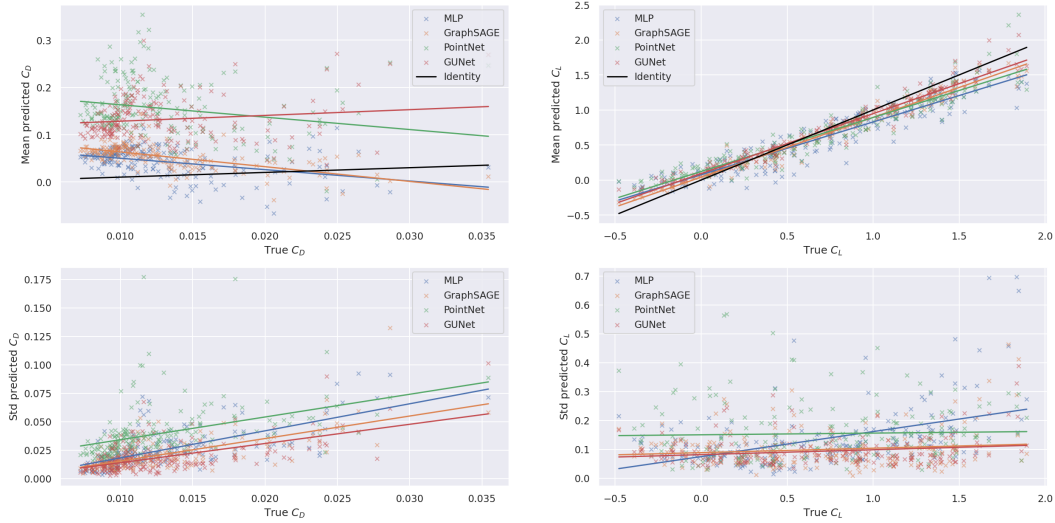 MLP
GraphSAGE
PointNet
GUNet
Identity
Mean predicted C_D
0.3
0.2
0.1
0.0
0.010 0.015 0.020 0.025 0.030 0.035
True C_D
MLP
GraphSAGE
PointNet
GUNet
Identity
Mean predicted C_L
2.5
2.0
1.5
1.0
0.5
0.0
−0.5
−0.5 0.0 0.5 1.0 1.5 2.0
True C_L
MLP
GraphSAGE
PointNet
GUNet
Std predicted C_D
0.175
0.150
0.125
0.100
0.075
0.050
0.025
0.000
0.010 0.015 0.020 0.025 0.030 0.035
True C_D
MLP
GraphSAGE
PointNet
GUNet
Std predicted C_L
0.7
0.6
0.5
0.4
0.3
0.2
0.1
0.0
−0.5 0.0 0.5 1.0 1.5 2.0
True C_L